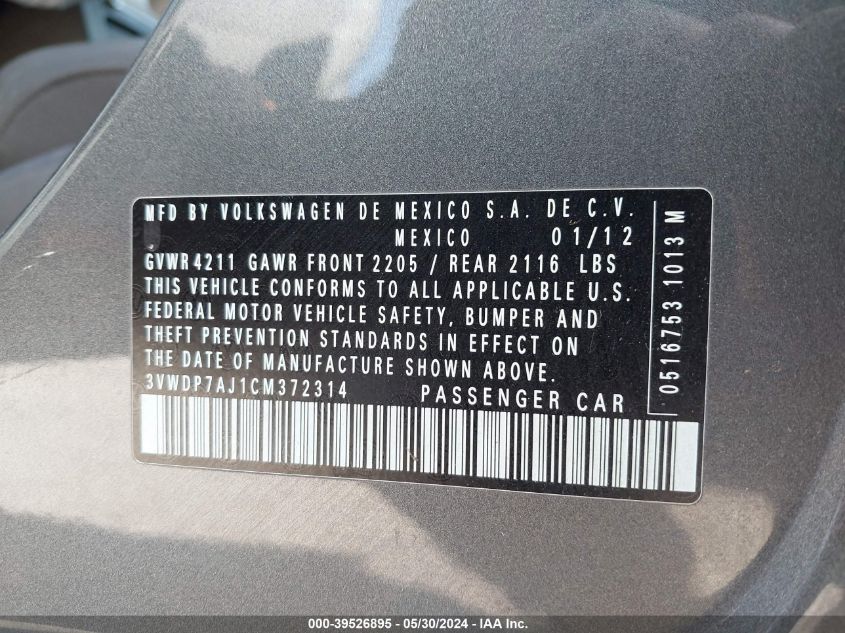 MFD BY VOLKSWAGEN DE MEXICO S.A. DE C.V.
MEXICO 01/12
GVWR 4211 GAWR FRONT 2205 / REAR 2116 LBS
THIS VEHICLE CONFORMS TO ALL APPLICABLE U.S.
FEDERAL MOTOR VEHICLE SAFETY, BUMPER AND
THEFT PREVENTION STANDARDS IN EFFECT ON
THE DATE OF MANUFACTURE SHOWN ABOVE.
3VWDP7AJ1CM372314 PASSENGER CAR
0516753 1013 M
000-39526895 - 05/30/2024 - IAA Inc.